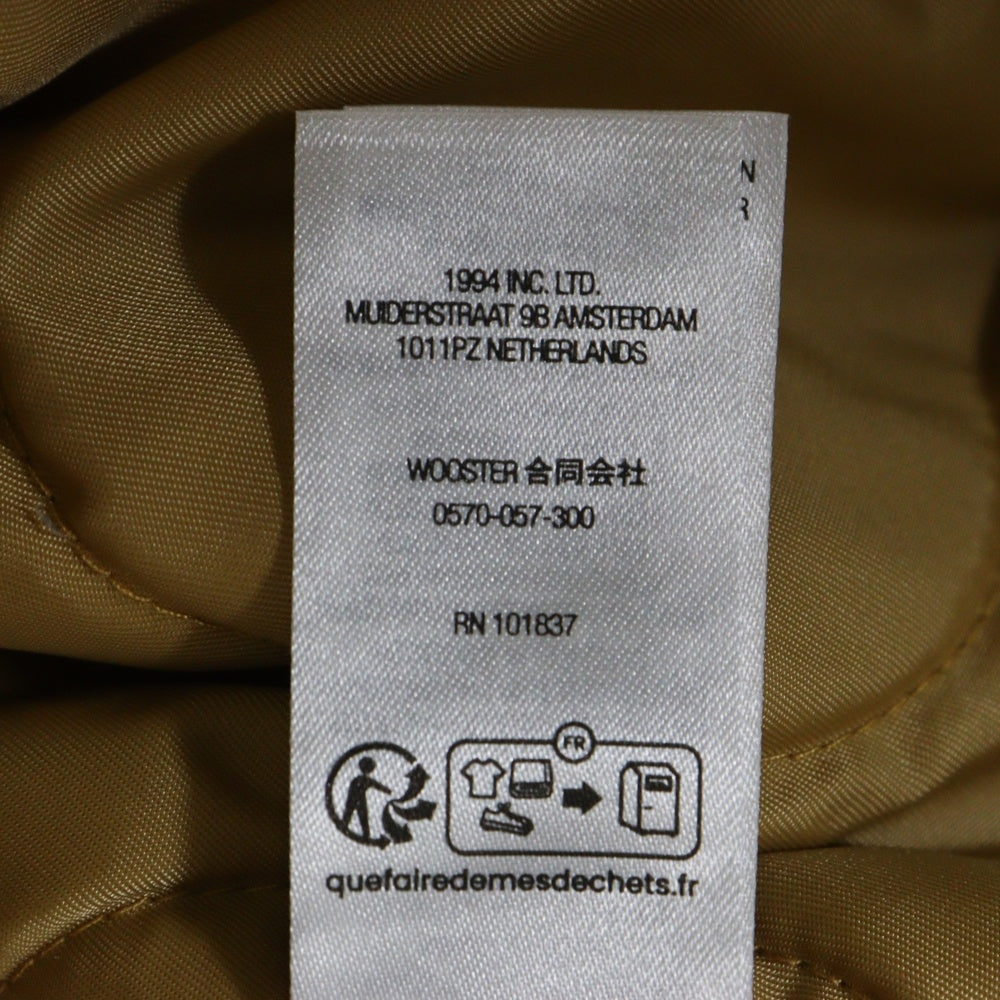 N
R
1994 INC. LTD.
MUIDERSTRAAT 9B AMSTERDAM
1011PZ NETHERLANDS
WOOSTER 合同会社
0570-057-300
RN 101837
FR
quefairedemesdechets.fr